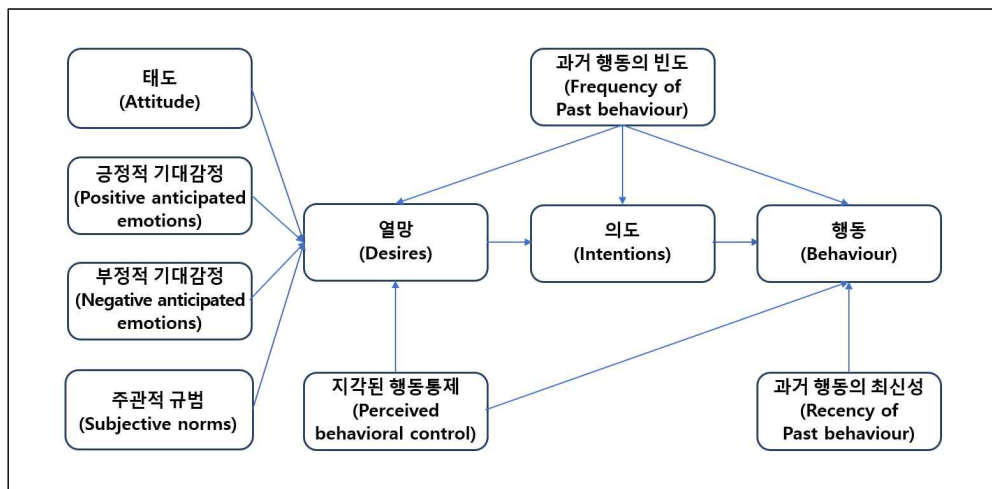 태도
(Attitude)
긍정적 기대감정
(Positive anticipated
emotions)
부정적 기대감정
(Negative anticipated
emotions)
주관적 규범
(Subjective norms)
과거 행동의 빈도
(Frequency of
Past behaviour)
열망
(Desires)
의도
(Intentions)
행동
(Behaviour)
지각된 행동통제
(Perceived
behavioral control)
과거 행동의 최신성
(Recency of
Past behaviour)